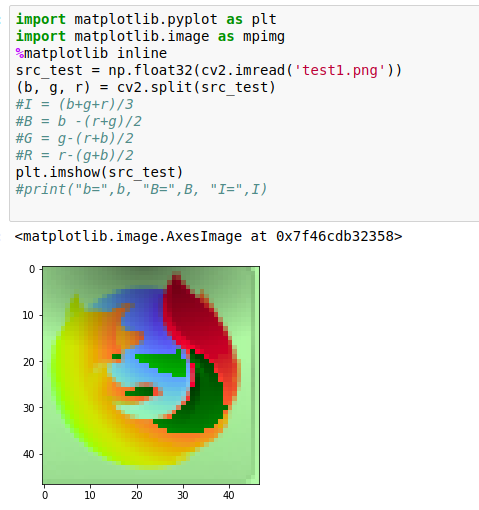 import matplotlib.pyplot as plt
import matplotlib.image as mpimg
%matplotlib inline
src_test = np.float32(cv2.imread('test1.png'))
(b, g, r) = cv2.split(src_test)
#I = (b+g+r)/3
#B = b -(r+g)/2
#G = g-(r+b)/2
#R = r-(g+b)/2
plt.imshow(src_test)
#print("b=",b, "B=",B, "I=",I)
<matplotlib.image.AxesImage at 0x7f46cdb32358>
0
10
20
30
40
0 10 20 30 40